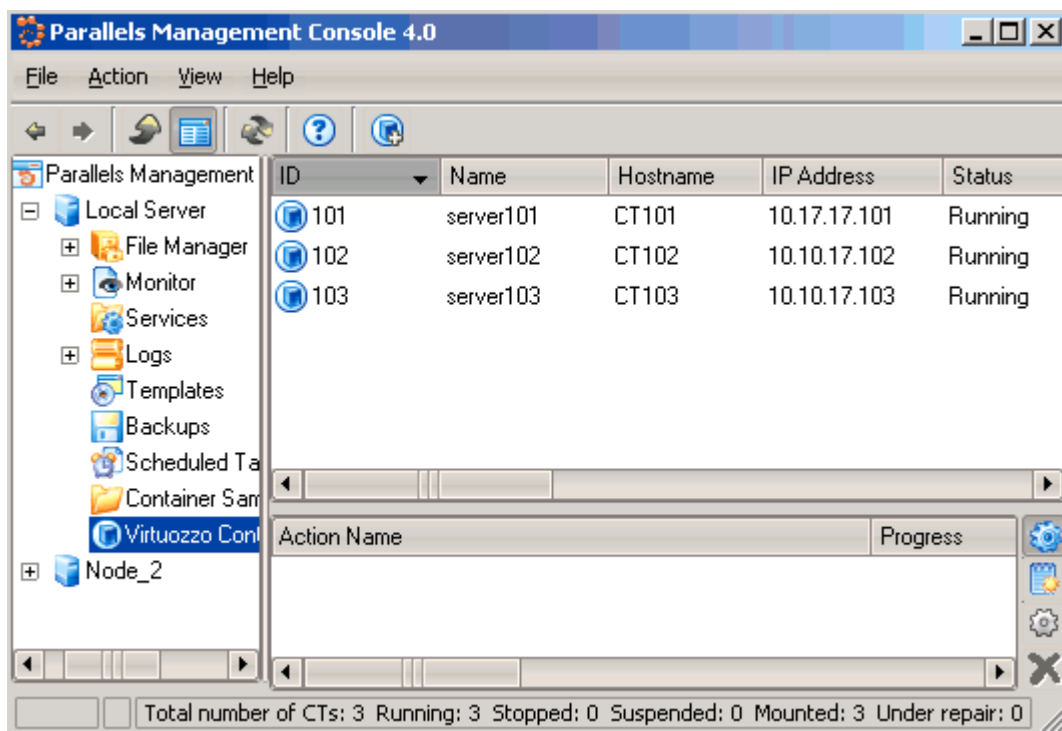 Parallels Management Console 4.0
File Action View Help
Parallels Management
Local Server
File Manager
Monitor
Services
Logs
Templates
Backups
Scheduled Ta
Container Sam
Virtuozzo Cont
Node_2
ID Name Hostname IP Address Status
101 server101 CT101 10.17.17.101 Running
102 server102 CT102 10.10.17.102 Running
103 server103 CT103 10.10.17.103 Running
Action Name Progress
Total number of CTs: 3 Running: 3 Stopped: 0 Suspended: 0 Mounted: 3 Under repair: 0